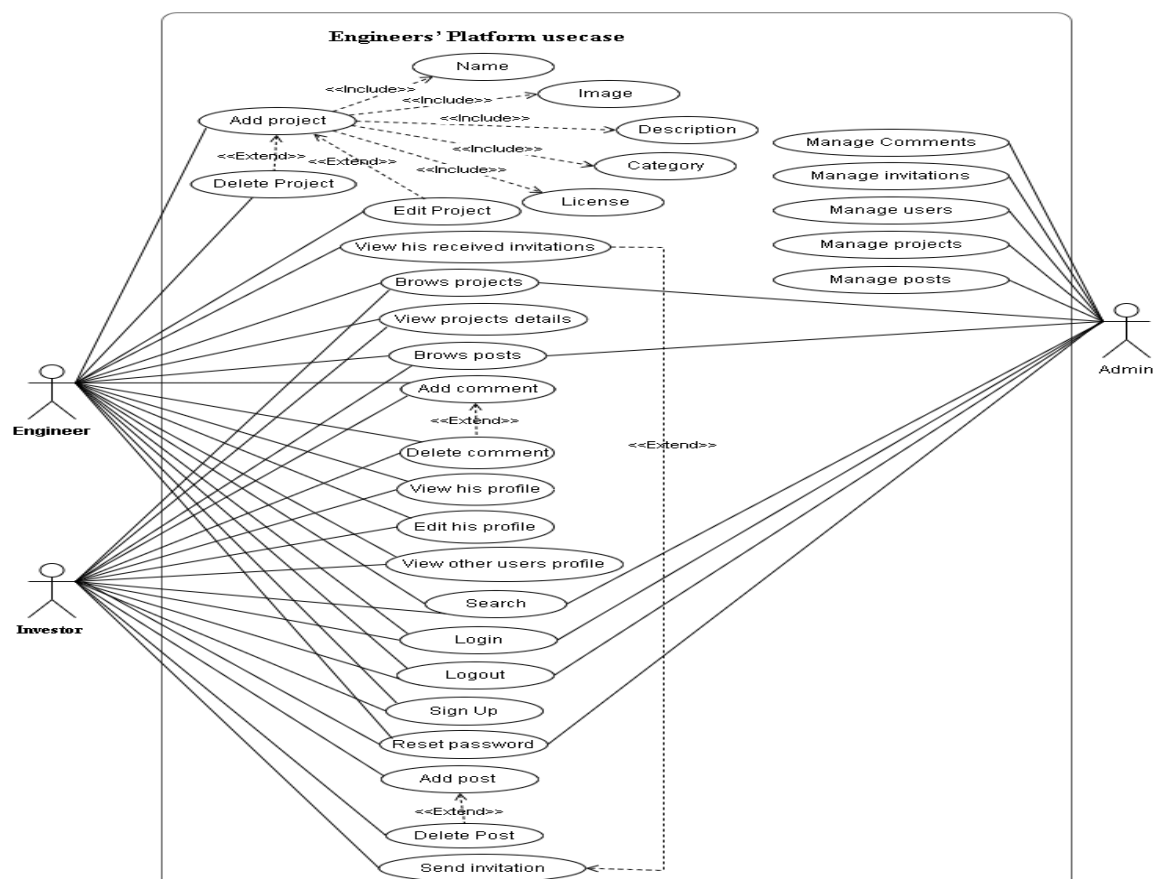 Engineers' Platform usecase
Name
<<Include>>
Image
<<Include>>
Add project
<<Include>>
Description
Manage Comments
<<Extend>>
<<Include>>
<<Extend>>
Category
<<Include>>
Manage invitations
Delete Project
License
Edit Project
Manage users
View his received invitations
Manage projects
Brows projects
Manage posts
View projects details
Brows posts
Admin
Add comment
<<Extend>>
Engineer
<<Extend>>
Delete comment
View his profile
Edit his profile
View other users profile
Search
Investor
Login
Logout
Sign Up
Reset password
Add post
<<Extend>>
Delete Post
Send invitation